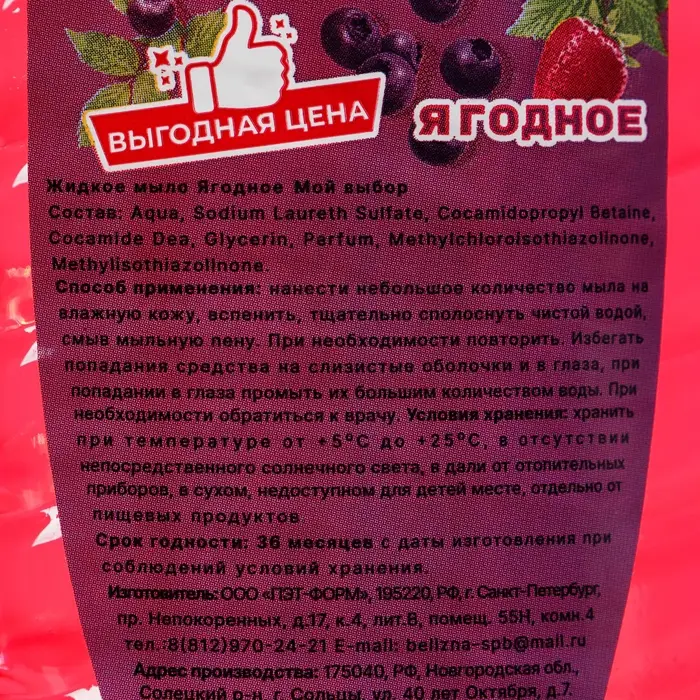 ВЫГОДНАЯ ЦЕНА
ЯГОДНОЕ
Жидкое мыло Ягодное Мой выбор
Состав: Aqua, Sodium Laureth Sulfate, Cocamidopropyl Betaine,
Cocamide Dea, Glycerin, Parfum, Methylchloroisothiazolinone,
Methylisothiazolinone.
Способ применения: нанести небольшое количество мыла на
влажную кожу, вспенить, тщательно сполоснуть чистой водой,
смыв мыльную пену. При необходимости повторить. Избегать
попадания средства на слизистые оболочки и в глаза, при
попадании в глаза промыть их большим количеством воды. При
необходимости обратиться к врачу. Условия хранения: хранить
при температуре от +5°С до +25°С, в отсутствии
непосредственного солнечного света, в дали от отопительных
приборов, в сухом, недоступном для детей месте, отдельно от
пищевых продуктов
Срок годности: 36 месяцев с даты изготовления при
соблюдений условий хранения.
Изготовитель: ООО «ПЭТ-ФОРМ», 195220, РФ, г. Санкт-Петербург,
пр. Непокоренных, д.17, к.4, лит.В, помещ. 55Н, комн.4
тел.:8(812)970-24-21 E-mail: belizna-spb@mail.ru
Адрес производства: 175040, РФ, Новгородская обл.,
Солецкий р-н, г. Сольцы, ул. 40 лет Октября, д.7